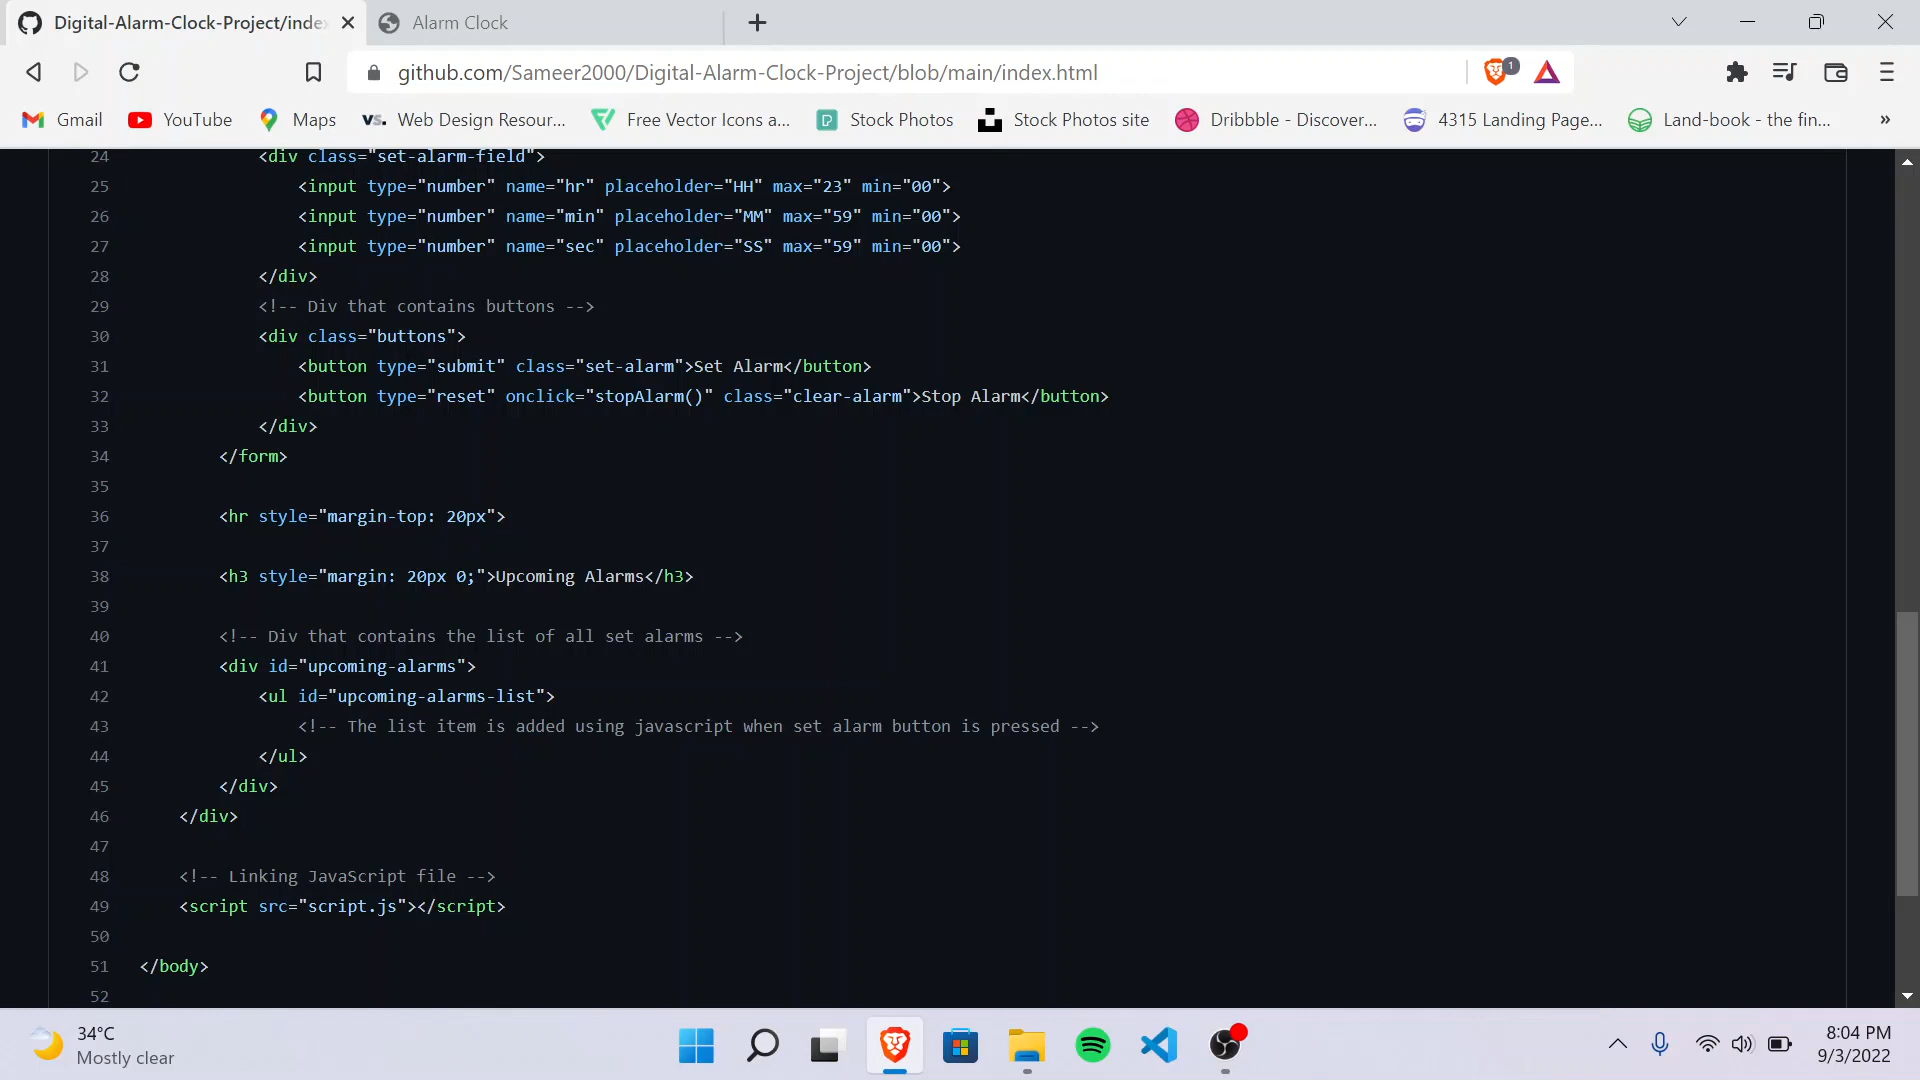 Digital-Alarm-Clock-Project/inde
Alarm Clock
github.com/Sameer2000/Digital-Alarm-Clock-Project/blob/main/index.html
1
Gmail
YouTube
Maps
vs. Web Design Resour...
Free Vector Icons a...
Stock Photos
Stock Photos site
Dribbble - Discover...
4315 Landing Page...
Land-book - the fin...
»
24 <div class="set-alarm-field">
25 <input type="number" name="hr" placeholder="HH" max="23" min="00">
26 <input type="number" name="min" placeholder="MM" max="59" min="00">
27 <input type="number" name="sec" placeholder="SS" max="59" min="00">
28 </div>
29 <!-- Div that contains buttons -->
30 <div class="buttons">
31 <button type="submit" class="set-alarm">Set Alarm</button>
32 <button type="reset" onclick="stopAlarm()" class="clear-alarm">Stop Alarm</button>
33 </div>
34 </form>
35
36 <hr style="margin-top: 20px">
37
38 <h3 style="margin: 20px 0;">Upcoming Alarms</h3>
39
40 <!-- Div that contains the list of all set alarms -->
41 <div id="upcoming-alarms">
42 <ul id="upcoming-alarms-list">
43 <!-- The list item is added using javascript when set alarm button is pressed -->
44 </ul>
45 </div>
46 </div>
47
48 <!-- Linking JavaScript file -->
49 <script src="script.js"></script>
50
51 </body>
52
34°C
Mostly clear
8:04 PM
9/3/2022